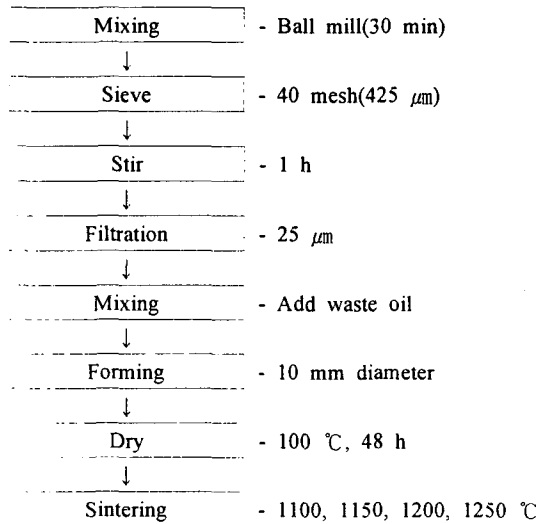 Mixing - Ball mill(30 min)
↓
Sieve - 40 mesh(425 ㎛)
↓
Stir - 1 h
↓
Filtration - 25 ㎛
↓
Mixing - Add waste oil
↓
Forming - 10 mm diameter
↓
Dry - 100 ℃, 48 h
↓
Sintering - 1100, 1150, 1200, 1250 ℃